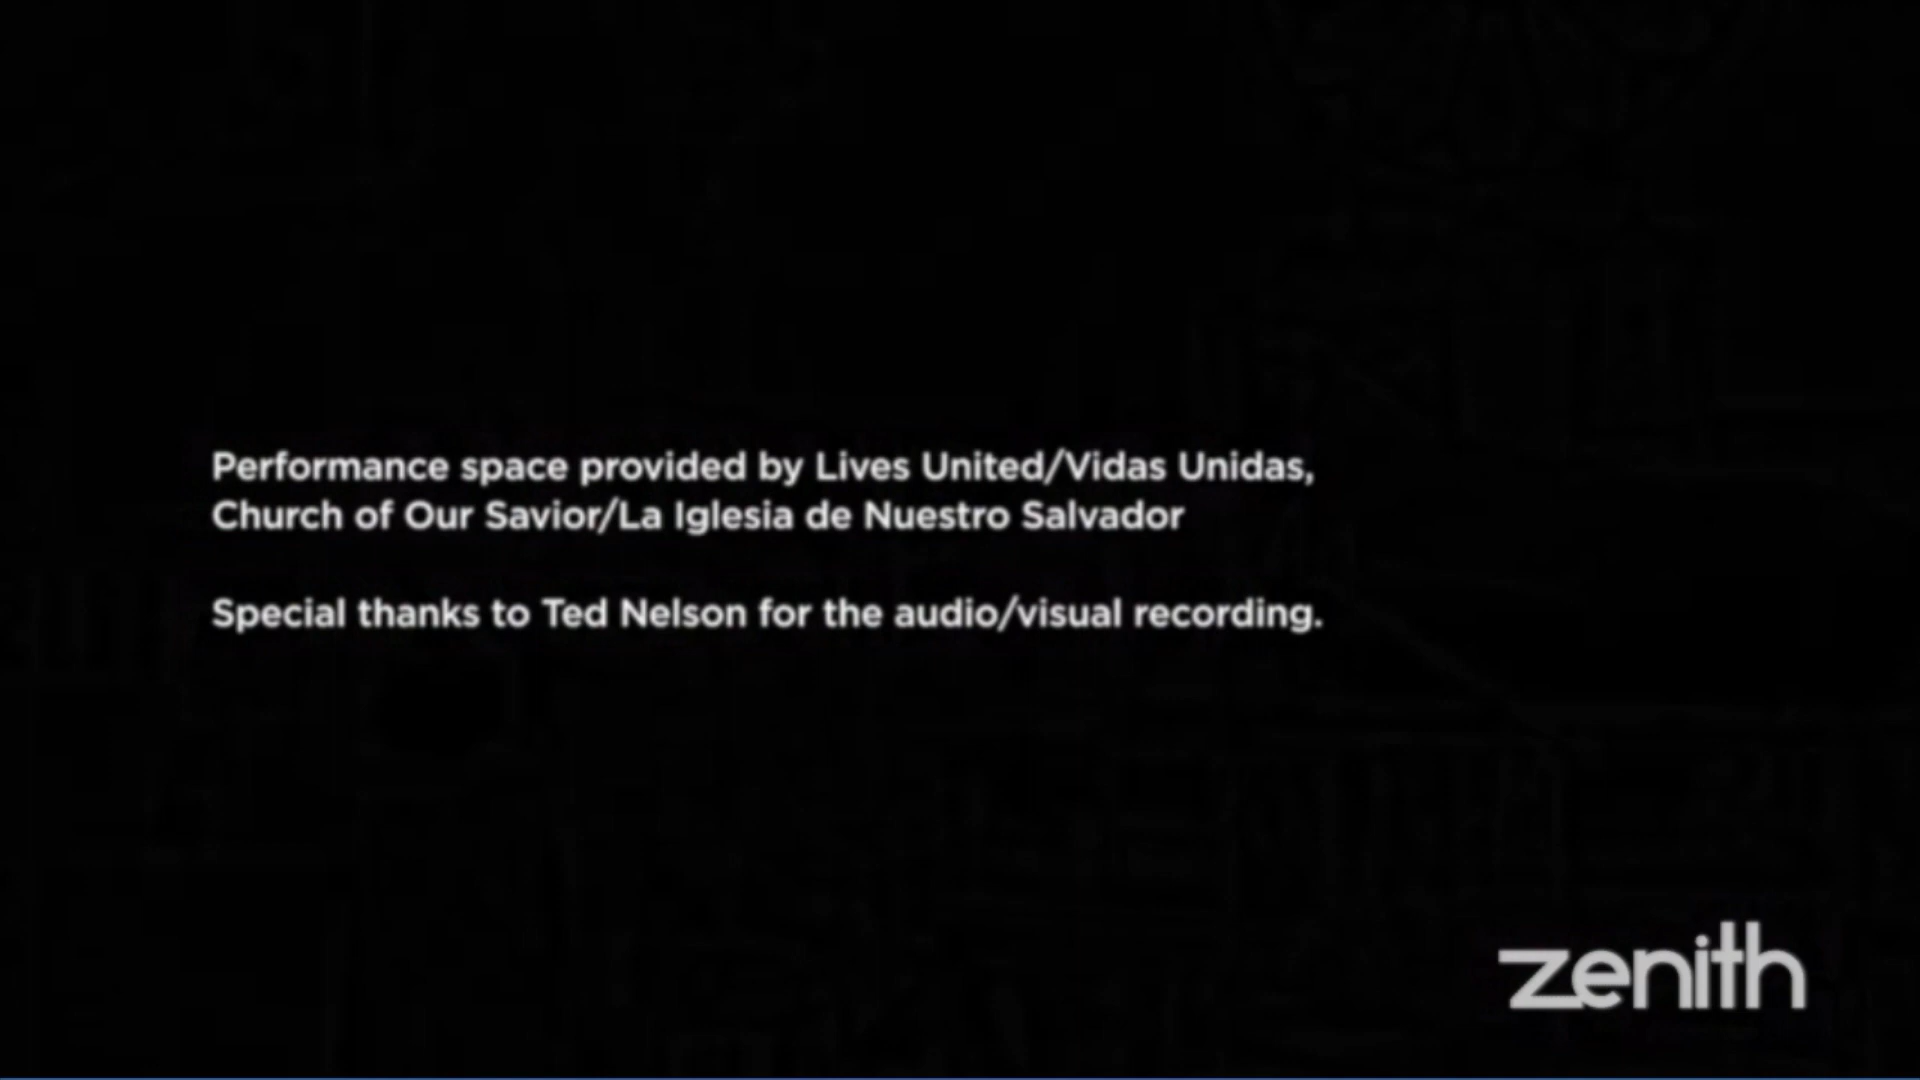 Performance space provided by Lives United/Vidas Unidas,
Church of Our Savior/La Iglesia de Nuestro Salvador
Special thanks to Ted Nelson for the audio/visual recording.
zenith